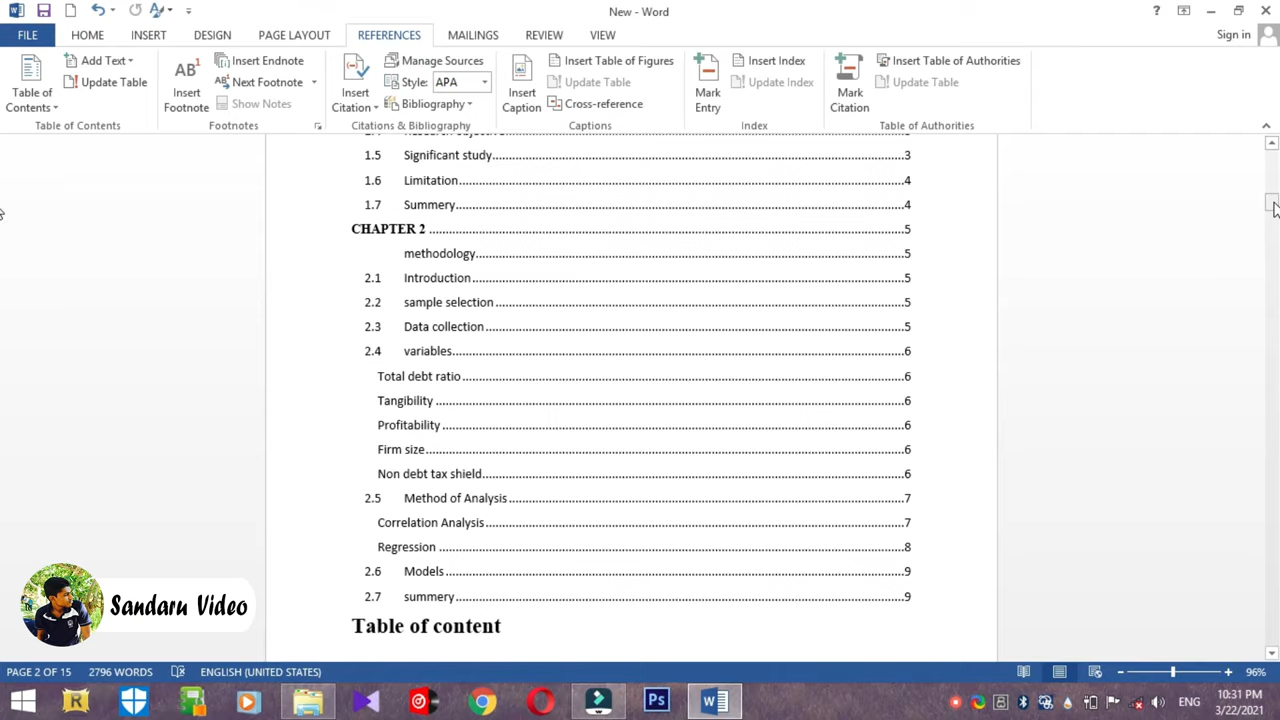 New - Word
Sign in
FILE HOME INSERT DESIGN PAGE LAYOUT REFERENCES MAILINGS REVIEW VIEW
Table of Contents
Add Text
Update Table
Table of Contents
AB1
Insert Footnote
Insert Endnote
Next Footnote
Show Notes
Footnotes
Insert Citation
Manage Sources
Style: APA
Bibliography
Citations & Bibliography
Insert Caption
Insert Table of Figures
Update Table
Cross-reference
Captions
Mark Entry
Insert Index
Update Index
Index
Mark Citation
Insert Table of Authorities
Update Table
Table of Authorities
1.5 Significant study 3
1.6 Limitation 4
1.7 Summery 4
CHAPTER 2 5
methodology 5
2.1 Introduction 5
2.2 sample selection 5
2.3 Data collection 5
2.4 variables 6
Total debt ratio 6
Tangibility 6
Profitability 6
Firm size 6
Non debt tax shield 6
2.5 Method of Analysis 7
Correlation Analysis 7
Regression 8
2.6 Models 9
2.7 summery 9
Table of content
Sandaru Video
PAGE 2 OF 15 2796 WORDS ENGLISH (UNITED STATES) 96%
R Ps W ENG 10:31 PM
3/22/2021